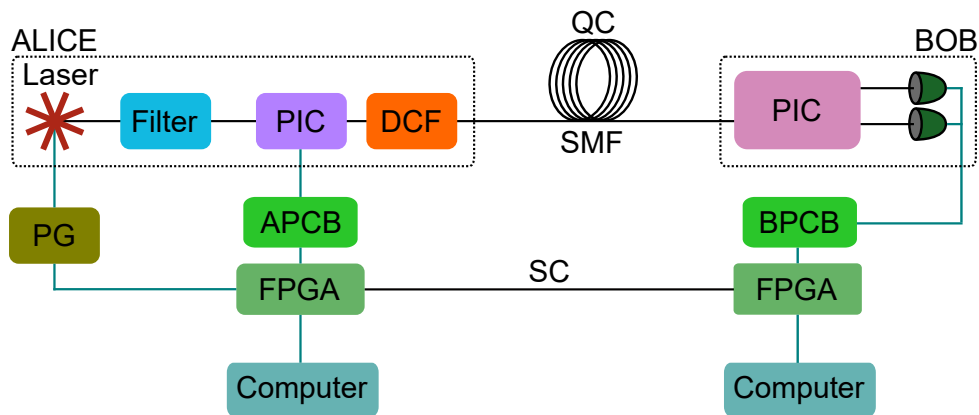 ALICE
QC
BOB
Laser
Filter
PIC
DCF
SMF
PIC
PG
APCB
BPCB
FPGA
SC
FPGA
Computer
Computer